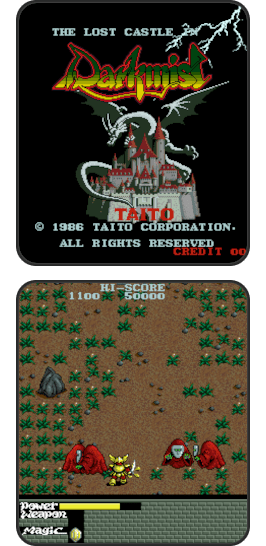 THE LOST CASTLE IN
Darkmist
TAITO
© 1986 TAITO CORPORATION.
ALL RIGHTS RESERVED
CREDIT 00
HI-SCORE
1100 50000
Power
Weapon
Magic